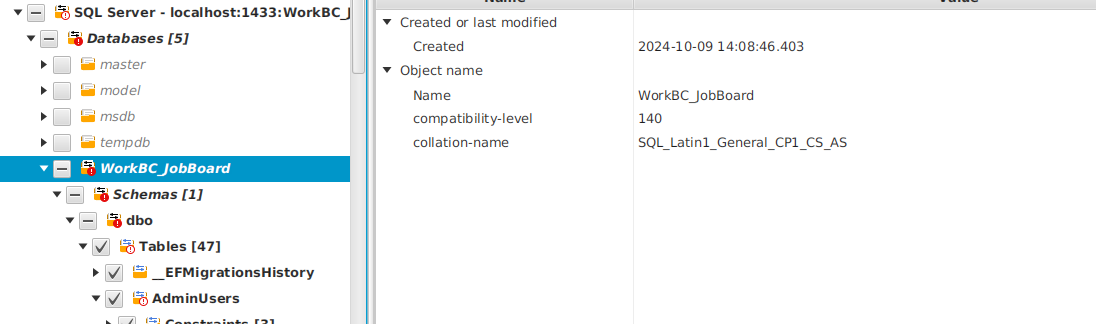 SQL Server - localhost:1433:WorkBC_J
Databases [5]
master
model
msdb
tempdb
WorkBC_JobBoard
Schemas [1]
dbo
Tables [47]
__EFMigrationsHistory
AdminUsers
Constraints [3]
Name Value
Created or last modified
Created 2024-10-09 14:08:46.403
Object name
Name WorkBC_JobBoard
compatibility-level 140
collation-name SQL_Latin1_General_CP1_CS_AS